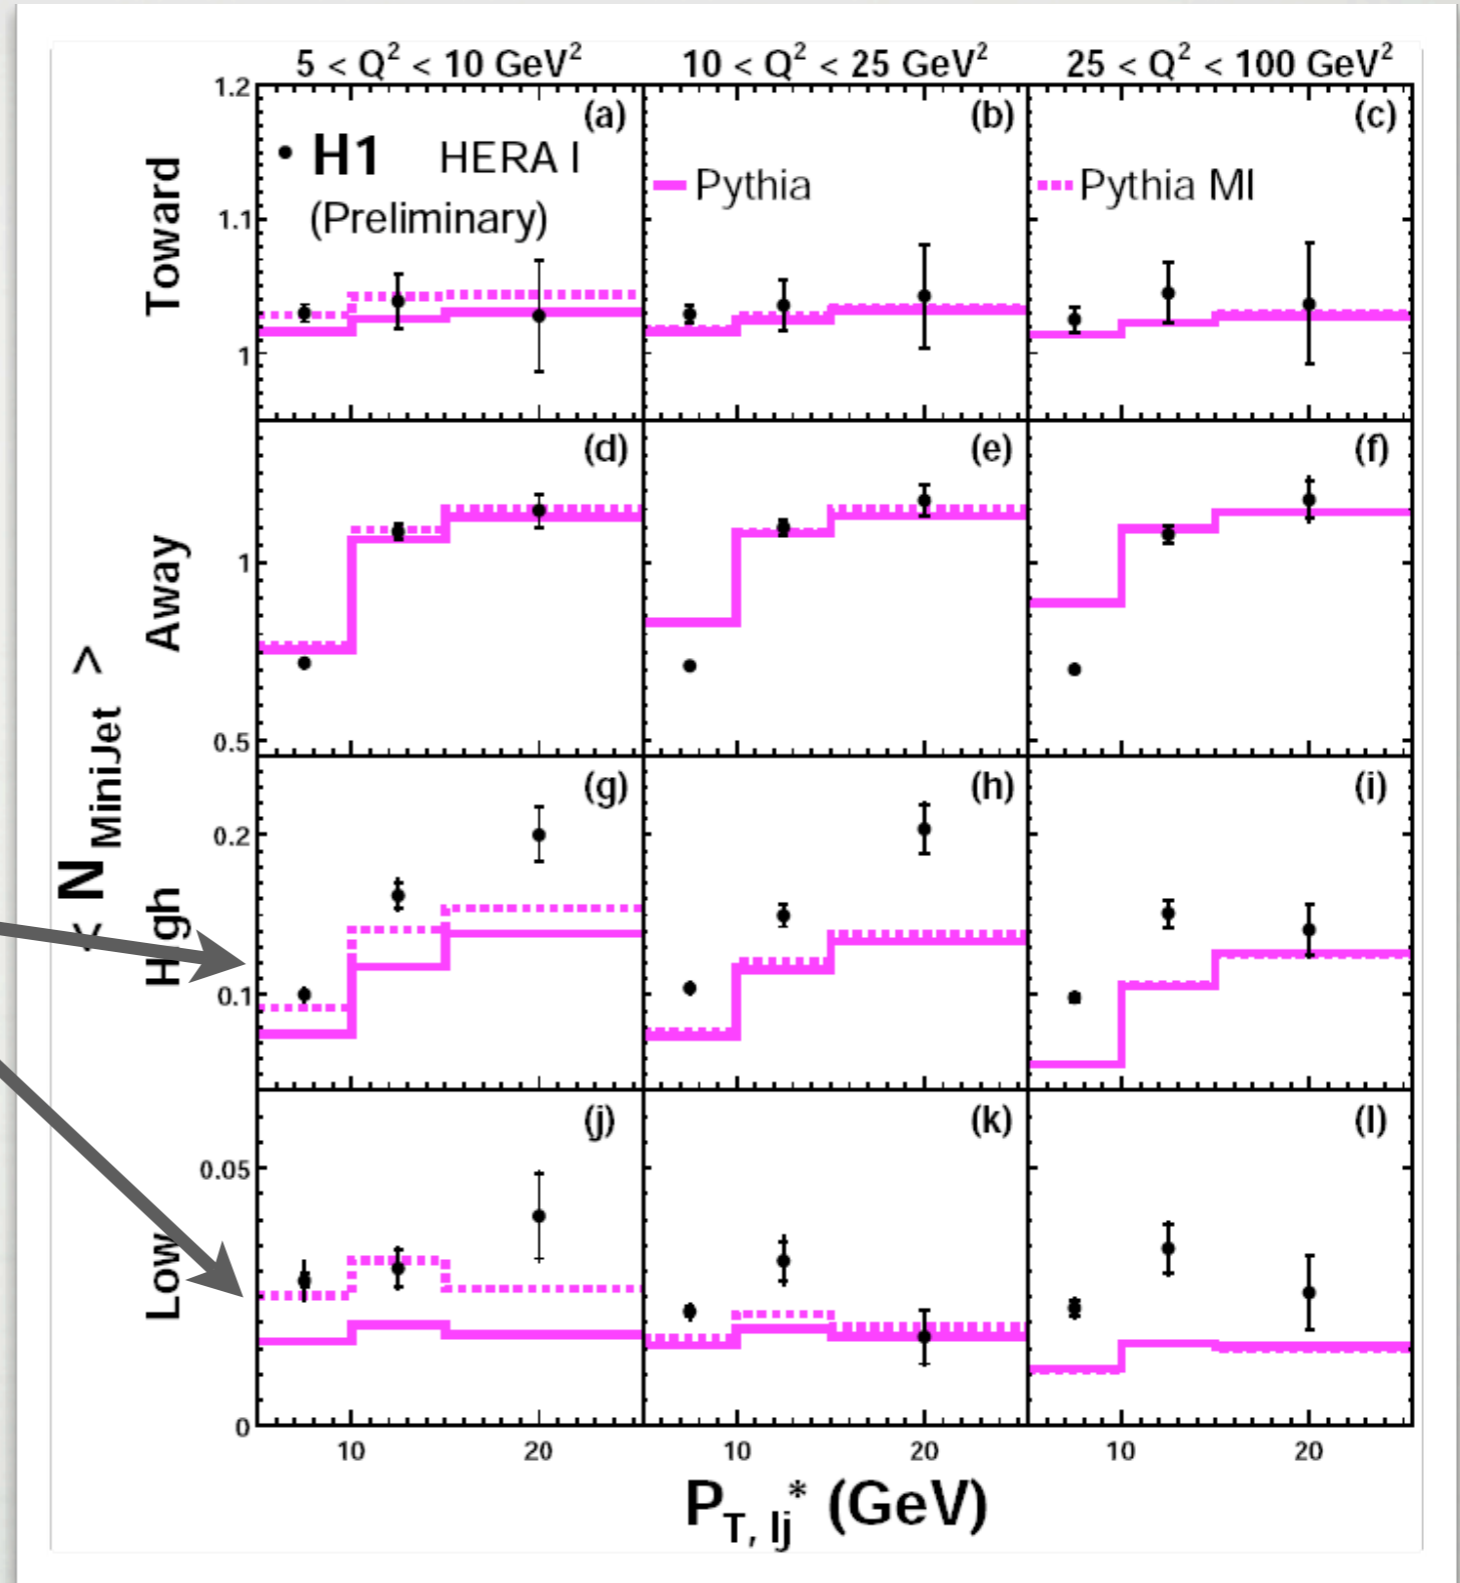 5 < Q² < 10 GeV²
10 < Q² < 25 GeV²
25 < Q² < 100 GeV²
1.2
(a)
(b)
(c)
• H1 HERA I
(Preliminary)
Pythia
Pythia MI
Toward
1.1
1
(d)
(e)
(f)
Away
1
0.5
< N_MiniJet >
(g)
(h)
(i)
High
0.2
0.1
(j)
(k)
(l)
Low
0.05
0
10 20 10 20 10 20
P_T, lj* (GeV)